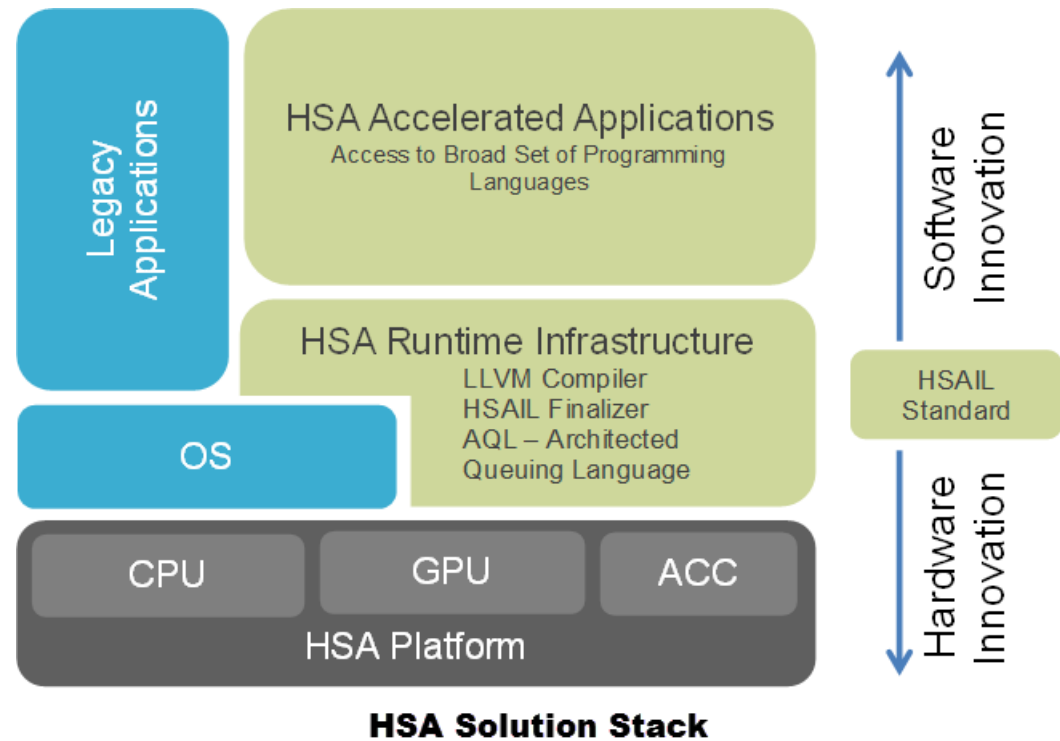 Legacy
Applications
HSA Accelerated Applications
Access to Broad Set of Programming
Languages
HSA Runtime Infrastructure
LLVM Compiler
HSAIL Finalizer
AQL – Architected
Queuing Language
OS
CPU
GPU
ACC
HSA Platform
Software
Innovation
HSAIL
Standard
Hardware
Innovation
HSA Solution Stack